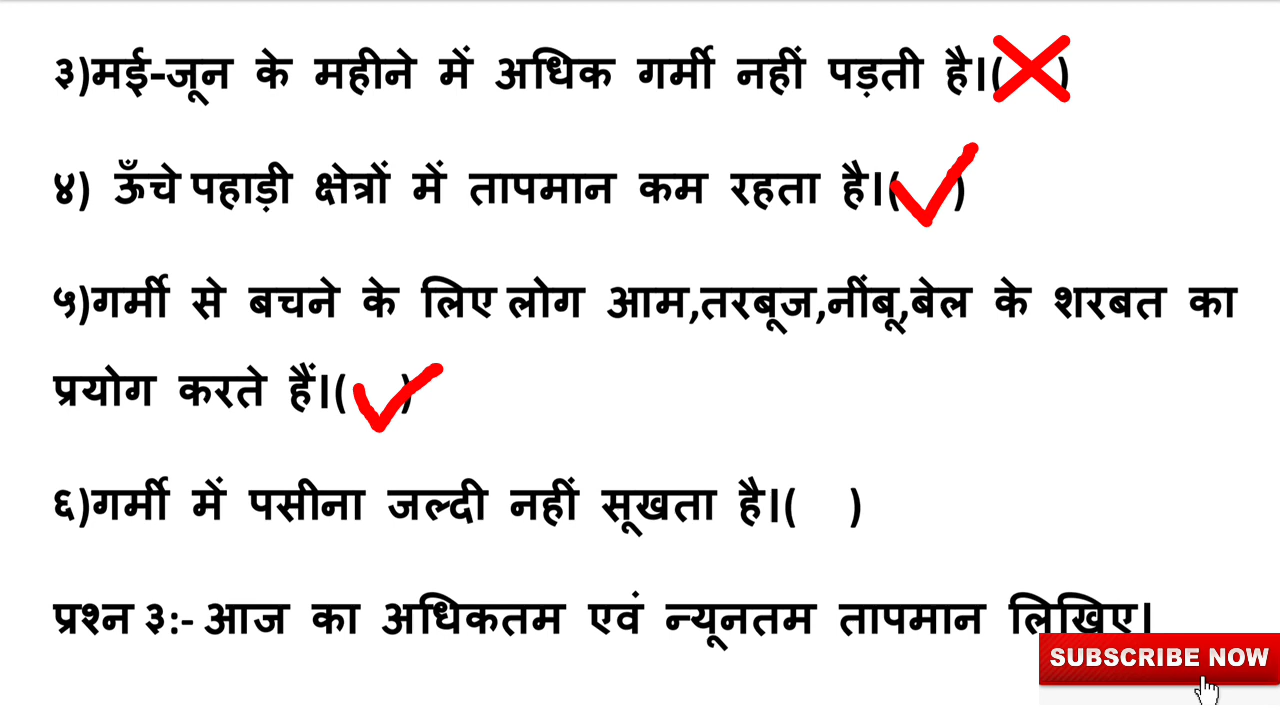 ३)मई-जून के महीने में अधिक गर्मी नहीं पड़ती है।( )
४) ऊँचे पहाड़ी क्षेत्रों में तापमान कम रहता है।( )
५)गर्मी से बचने के लिए लोग आम,तरबूज,नींबू,बेल के शरबत का
प्रयोग करते हैं।( )
६)गर्मी में पसीना जल्दी नहीं सूखता है।( )
प्रश्न ३:- आज का अधिकतम एवं न्यूनतम तापमान लिखिए।
SUBSCRIBE NOW